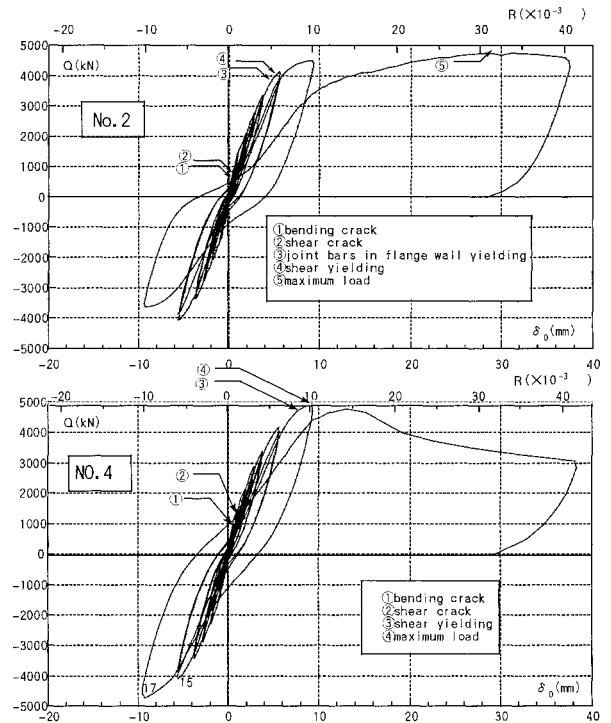 R(×10⁻³ )
-20 -10 0 10 20 30 40
5000 Q(kN)
4000
3000
2000
1000
0
-1000
-2000
-3000
-4000
-5000
No.2
④
③
⑤
②
①
①bending crack
②shear crack
③joint bars in flange wall yielding
④shear yielding
⑤maximum load
δ₀(mm)
-20 -10 0 10 20 30 40
R(×10⁻³ )
④
③
-20 -10 0 10 20 30 40
5000 Q(kN)
4000
3000
2000
1000
0
-1000
-2000
-3000
-4000
-5000
NO.4
②
①
①bending crack
②shear crack
③shear yielding
④maximum load
17 15
δ₀(mm)
-20 -10 0 10 20 30 40